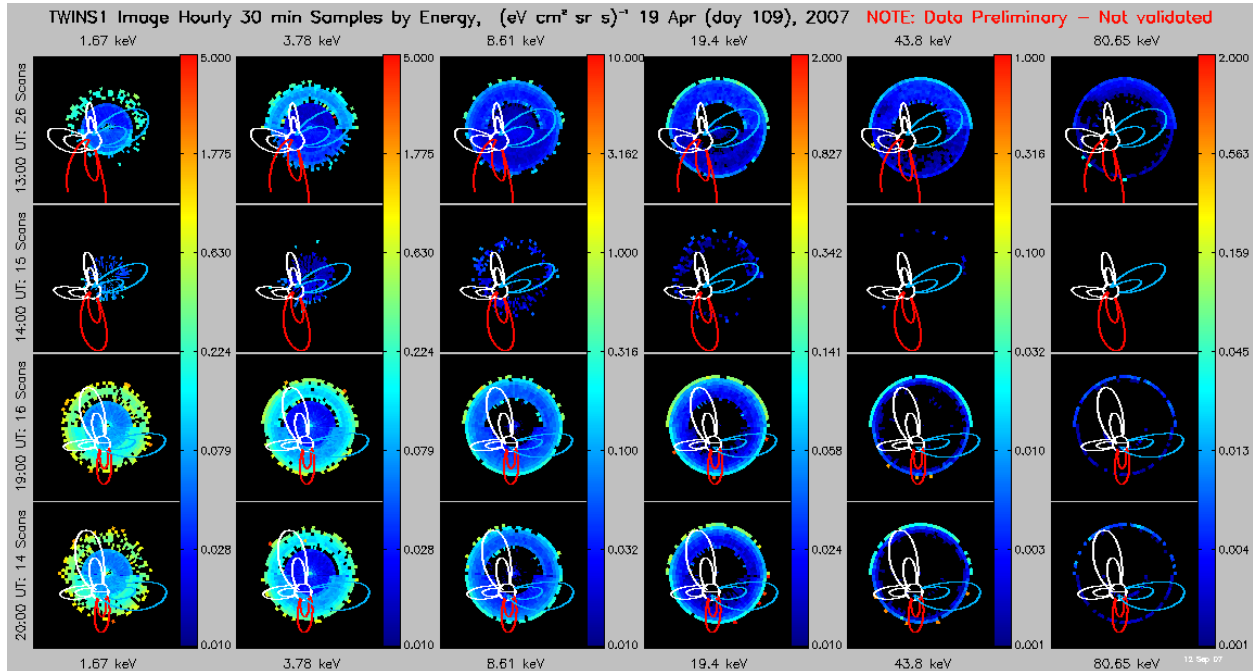 TWINS1 Image Hourly 30 min Samples by Energy, (eV cm² sr s)⁻¹ 19 Apr (day 109), 2007 NOTE: Data Preliminary – Not validated
1.67 keV 3.78 keV 8.61 keV 19.4 keV 43.8 keV 80.65 keV
13:00 UT: 26 Scans
5.000 5.000 10.000 2.000 1.000 2.000
1.775 1.775 3.162 0.827 0.316 0.563
14:00 UT: 15 Scans
0.630 0.630 1.000 0.342 0.100 0.159
0.224 0.224 0.316 0.141 0.032 0.045
19:00 UT: 16 Scans
0.079 0.079 0.100 0.058 0.010 0.013
20:00 UT: 14 Scans
0.028 0.028 0.032 0.024 0.003 0.004
0.010 0.010 0.010 0.010 0.001 0.001
1.67 keV 3.78 keV 8.61 keV 19.4 keV 43.8 keV 80.65 keV
12 Sep 07